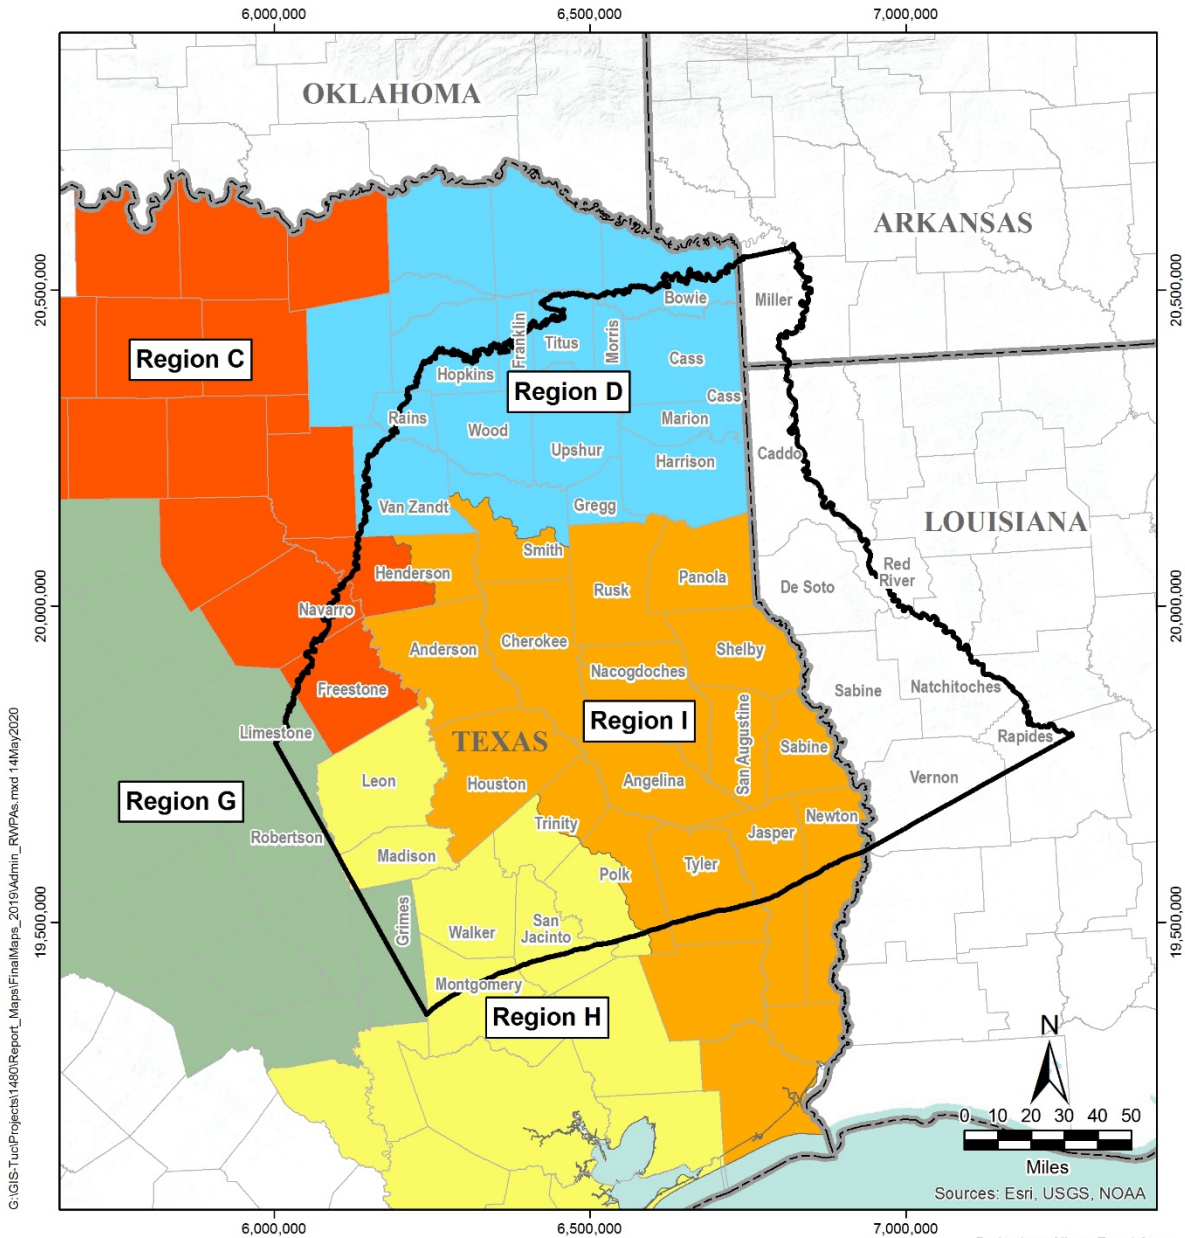 6,000,000
6,500,000
7,000,000
OKLAHOMA
ARKANSAS
20,500,000
20,500,000
Miller
Bowie
Franklin
Titus
Morris
Region C
Cass
Hopkins
Region D
Cass
Rains
Wood
Marion
Upshur
Caddo
Harrison
Van Zandt
Gregg
LOUISIANA
Smith
Henderson
Rusk
Panola
De Soto
Red
River
20,000,000
20,000,000
Navarro
Cherokee
Anderson
Shelby
Nacogdoches
Freestone
Sabine
Natchitoches
Region I
San Augustine
Limestone
TEXAS
Sabine
Rapides
Leon
Houston
Angelina
Vernon
Region G
Trinity
Newton
Robertson
Jasper
Madison
Tyler
Polk
19,500,000
19,500,000
Grimes
Walker
San
Jacinto
Montgomery
Region H
N
0 10 20 30 40 50
Miles
Sources: Esri, USGS, NOAA
6,000,000
6,500,000
7,000,000
G:\GIS-Tuc\Projects\1480\Report_Maps\FinalMaps_2019\Admin_RWPAs.mxd 14May2020